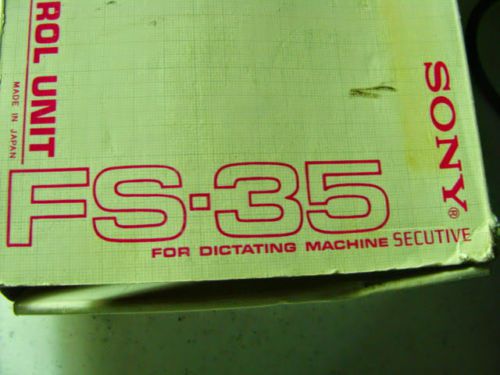 ROL UNIT
MADE IN JAPAN
SONY®
FS-35
FOR DICTATING MACHINE SECUTIVE